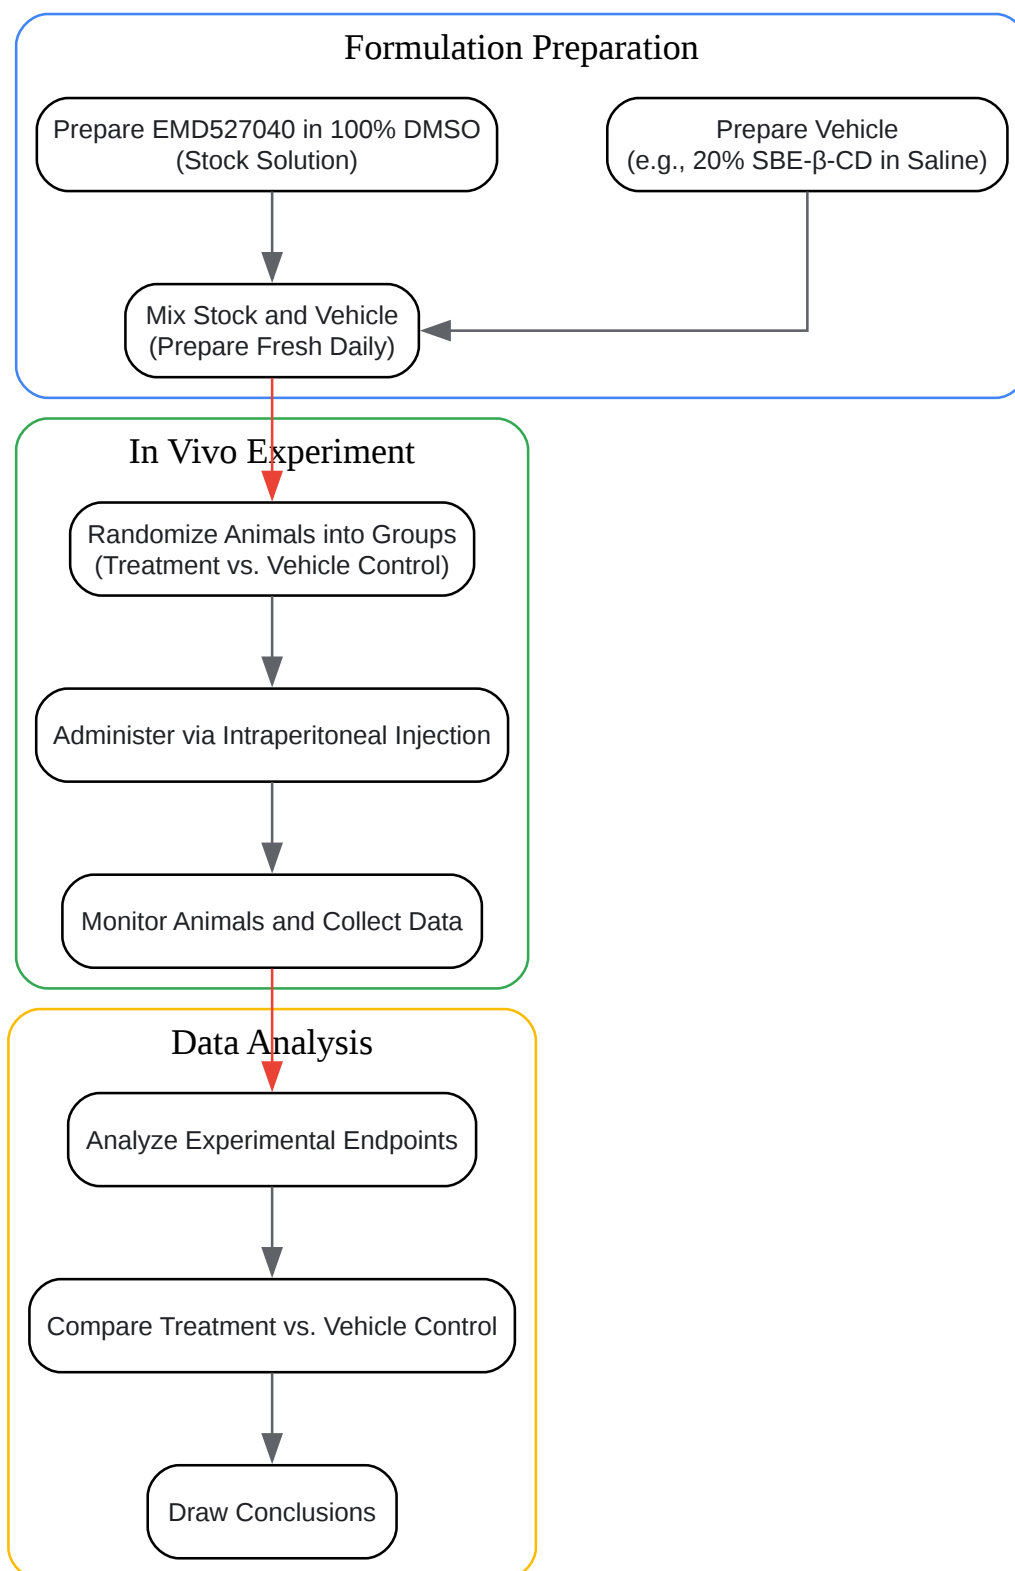 Formulation Preparation
Prepare EMD527040 in 100% DMSO
(Stock Solution)
Prepare Vehicle
(e.g., 20% SBE-β-CD in Saline)
Mix Stock and Vehicle
(Prepare Fresh Daily)
In Vivo Experiment
Randomize Animals into Groups
(Treatment vs. Vehicle Control)
Administer via Intraperitoneal Injection
Monitor Animals and Collect Data
Data Analysis
Analyze Experimental Endpoints
Compare Treatment vs. Vehicle Control
Draw Conclusions